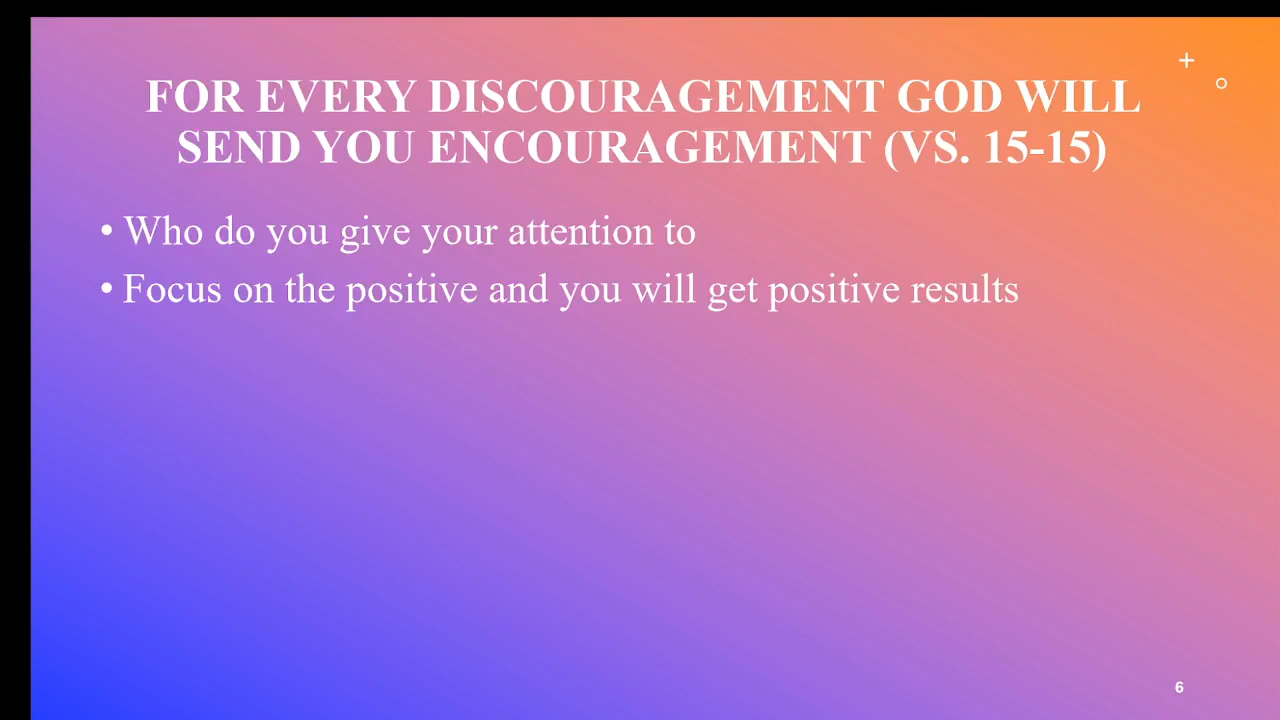 FOR EVERY DISCOURAGEMENT GOD WILL
SEND YOU ENCOURAGEMENT (VS. 15-15)
• Who do you give your attention to
• Focus on the positive and you will get positive results
6